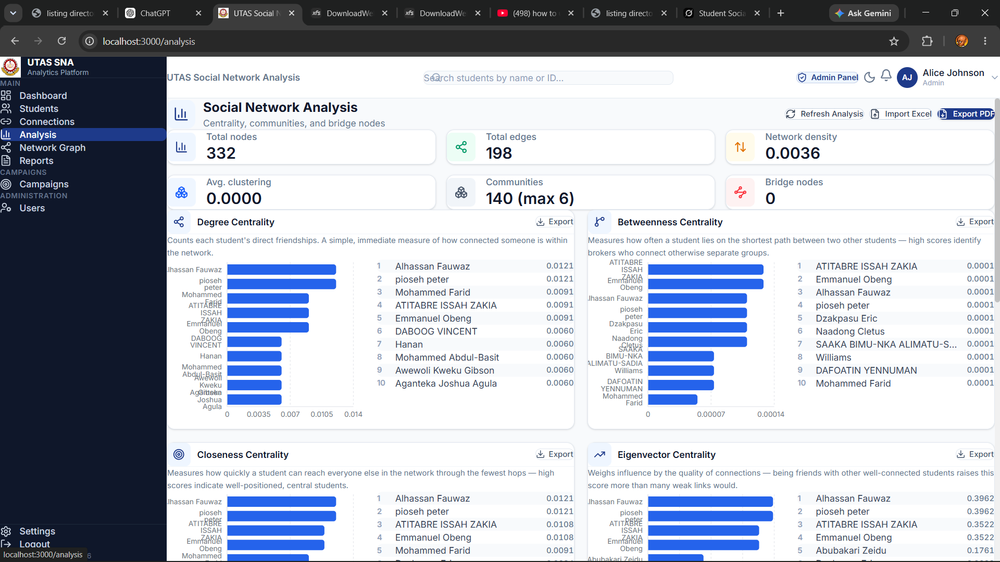 listing directo
ChatGPT
UTAS Social N
DownloadWe
DownloadWe
(498) how to
listing directo
Student Socia
Ask Gemini
localhost:3000/analysis
UTAS SNA
Analytics Platform
MAIN
Dashboard
Students
Connections
Analysis
Network Graph
Reports
CAMPAIGNS
Campaigns
ADMINISTRATION
Users
Settings
Logout
localhost:3000/analysis
6
UTAS Social Network Analysis
Search students by name or ID...
Admin Panel
AJ
Alice Johnson
Admin
Social Network Analysis
Centrality, communities, and bridge nodes
Refresh Analysis
Import Excel
Export PDF
Total nodes
332
Total edges
198
Network density
0.0036
Avg. clustering
0.0000
Communities
140 (max 6)
Bridge nodes
0
Degree Centrality
Export
Counts each student's direct friendships. A simple, immediate measure of how connected someone is within
the network.
lhassan Fauwaz
pioseh
peter
Mohammed
Farid
ATITABRE
ISSAH
ZAKIA
Emmanuel
Obeng
DABOOG
VINCENT
Hanan
Mohammed
Abdul-Basit
Awewoli
Kweku
Gibson
Aganteka
Joshua
Agula
0 0.0035 0.007 0.0105 0.014
1 Alhassan Fauwaz 0.0121
2 pioseh peter 0.0121
3 Mohammed Farid 0.0091
4 ATITABRE ISSAH ZAKIA 0.0091
5 Emmanuel Obeng 0.0091
6 DABOOG VINCENT 0.0060
7 Hanan 0.0060
8 Mohammed Abdul-Basit 0.0060
9 Awewoli Kweku Gibson 0.0060
10 Aganteka Joshua Agula 0.0060
Betweenness Centrality
Export
Measures how often a student lies on the shortest path between two other students — high scores identify
brokers who connect otherwise separate groups.
ATITABRE
ISSAH
ZAKIA
Emmanuel
Obeng
lhassan Fauwaz
pioseh
peter
Dzakpasu
Eric
Naadong
Cletus
SAAKA
BIMU-NKA
ALIMATU-SADIA
Williams
DAFOATIN
YENNUMAN
Mohammed
Farid
0 0.00007 0.00014
1 ATITABRE ISSAH ZAKIA 0.0001
2 Emmanuel Obeng 0.0001
3 Alhassan Fauwaz 0.0001
4 pioseh peter 0.0001
5 Dzakpasu Eric 0.0001
6 Naadong Cletus 0.0001
7 SAAKA BIMU-NKA ALIMATU-S... 0.0001
8 Williams 0.0001
9 DAFOATIN YENNUMAN 0.0001
10 Mohammed Farid 0.0001
Closeness Centrality
Export
Measures how quickly a student can reach everyone else in the network through the fewest hops — high
scores indicate well-positioned, central students.
lhassan Fauwaz
pioseh
peter
ATITABRE
ISSAH
ZAKIA
Emmanuel
Obeng
Mohammed
1 Alhassan Fauwaz 0.0121
2 pioseh peter 0.0121
3 ATITABRE ISSAH ZAKIA 0.0108
4 Emmanuel Obeng 0.0108
5 Mohammed Farid 0.0091
Eigenvector Centrality
Export
Weighs influence by the quality of connections — being friends with other well-connected students raises this
score more than many weak links would.
lhassan Fauwaz
pioseh
peter
ATITABRE
ISSAH
ZAKIA
Emmanuel
Obeng
Abubakari Zeidu
1 Alhassan Fauwaz 0.3962
2 pioseh peter 0.3962
3 ATITABRE ISSAH ZAKIA 0.3522
4 Emmanuel Obeng 0.3522
5 Abubakari Zeidu 0.1761